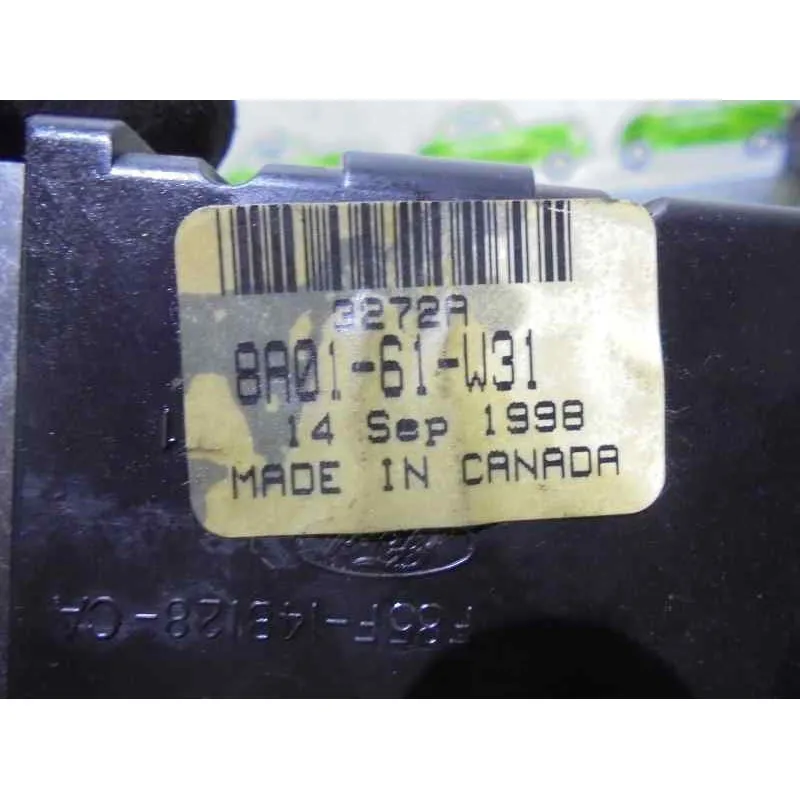 3272A
8A01-61-W31
14 Sep 1998
MADE IN CANADA
F85F-14B128-CA